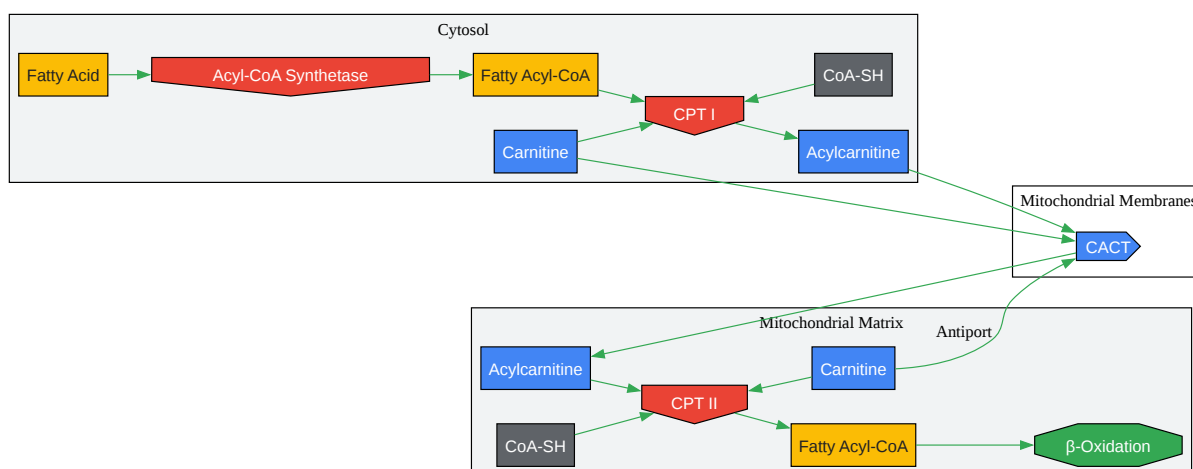 Cytosol
Fatty Acid
Acyl-CoA Synthetase
Fatty Acyl-CoA
CoA-SH
CPT I
Carnitine
Acylcarnitine
Mitochondrial Membranes
CACT
Mitochondrial Matrix
Antiport
Acylcarnitine
Carnitine
CPT II
CoA-SH
Fatty Acyl-CoA
β-Oxidation